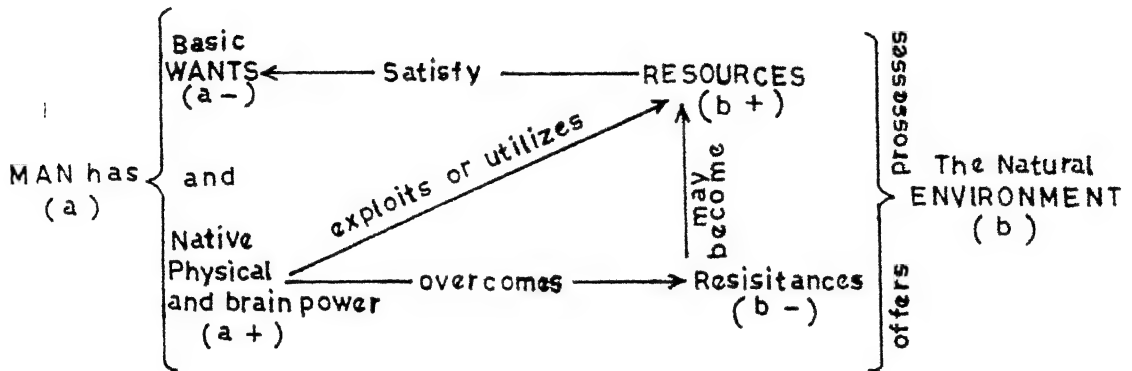 Basic
WANTS
(a-)
Satisfy
RESOURCES
(b+)
MAN has
(a)
and
exploits or utilizes
may
become
Native
Physical
and brain power
(a+)
overcomes
Resisitances
(b-)
prossesses
offers
The Natural
ENVIRONMENT
(b)